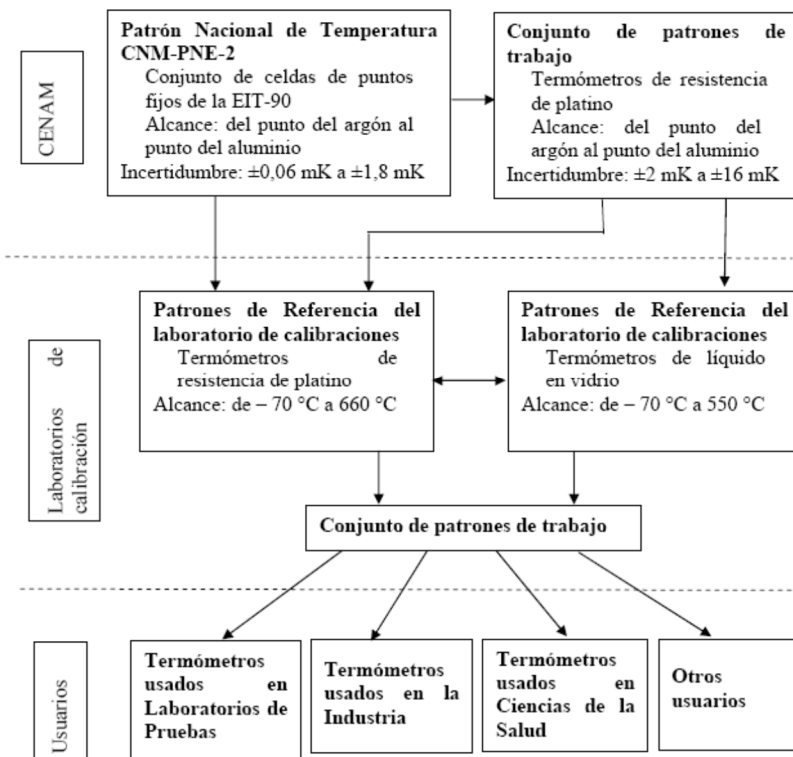 CENAM
Patrón Nacional de Temperatura
CNM-PNE-2
Conjunto de celdas de puntos
fijos de la EIT-90
Alcance: del punto del argón al
punto del aluminio
Incertidumbre: ±0,06 mK a ±1,8 mK
Conjunto de patrones de
trabajo
Termómetros de resistencia
de platino
Alcance: del punto del
argón al punto del aluminio
Incertidumbre: ±2 mK a ±16 mK
Laboratorios de
calibración
Patrones de Referencia del
laboratorio de calibraciones
Termómetros de
resistencia de platino
Alcance: de – 70 °C a 660 °C
Patrones de Referencia del
laboratorio de calibraciones
Termómetros de líquido
en vidrio
Alcance: de – 70 °C a 550 °C
Conjunto de patrones de trabajo
Usuarios
Termómetros
usados en
Laboratorios de
Pruebas
Termómetros
usados en la
Industria
Termómetros
usados en
Ciencias de la
Salud
Otros
usuarios